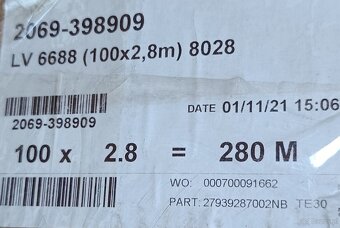 2069-398909
LV 6688 (100x2,8m) 8028
DATE 01/11/21 15:06
2069-398909
100 x 2.8 = 280 M
WO: 000700091662
PART: 27939287002NB TE30